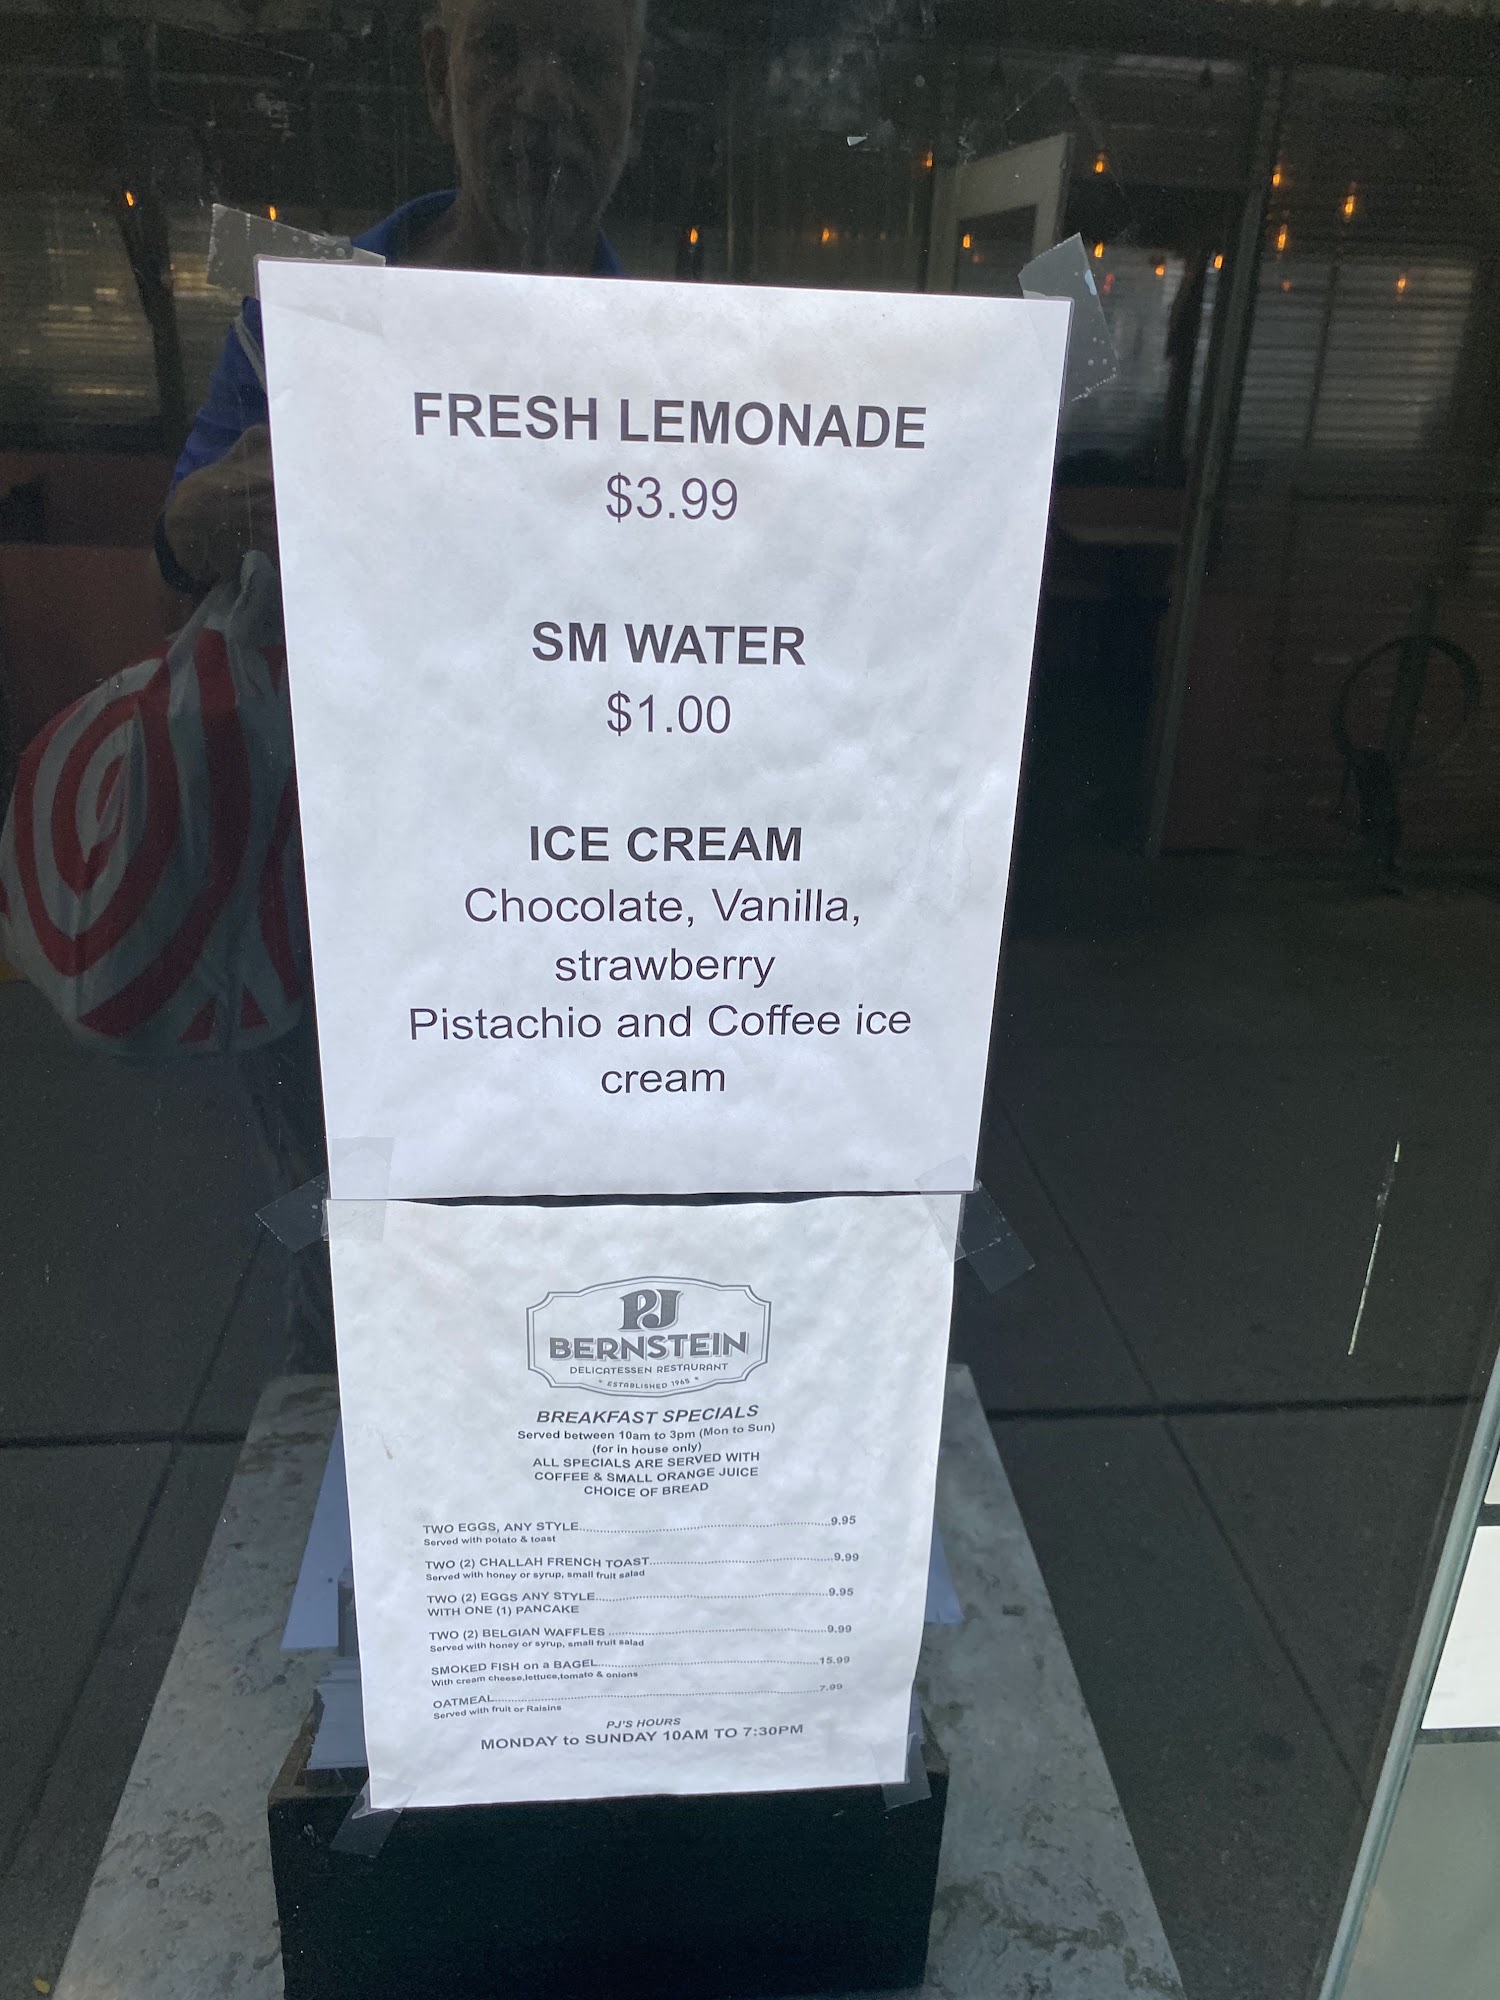 FRESH LEMONADE
$3.99
SM WATER
$1.00
ICE CREAM
Chocolate, Vanilla,
strawberry
Pistachio and Coffee ice
cream
PJ
BERNSTEIN
DELICATESSEN RESTAURANT
* ESTABLISHED 1965 *
BREAKFAST SPECIALS
Served between 10am to 3pm (Mon to Sun)
(for in house only)
ALL SPECIALS ARE SERVED WITH
COFFEE & SMALL ORANGE JUICE
CHOICE OF BREAD
TWO EGGS, ANY STYLE..........9.95
Served with potato & toast
TWO (2) CHALLAH FRENCH TOAST..........9.99
Served with honey or syrup, small fruit salad
TWO (2) EGGS ANY STYLE..........9.95
WITH ONE (1) PANCAKE
TWO (2) BELGIAN WAFFLES ..........9.99
Served with honey or syrup, small fruit salad
SMOKED FISH on a BAGEL..........15.99
With cream cheese,lettuce,tomato & onions
OATMEAL..........7.99
Served with fruit or Raisins
PJ'S HOURS
MONDAY to SUNDAY 10AM TO 7:30PM